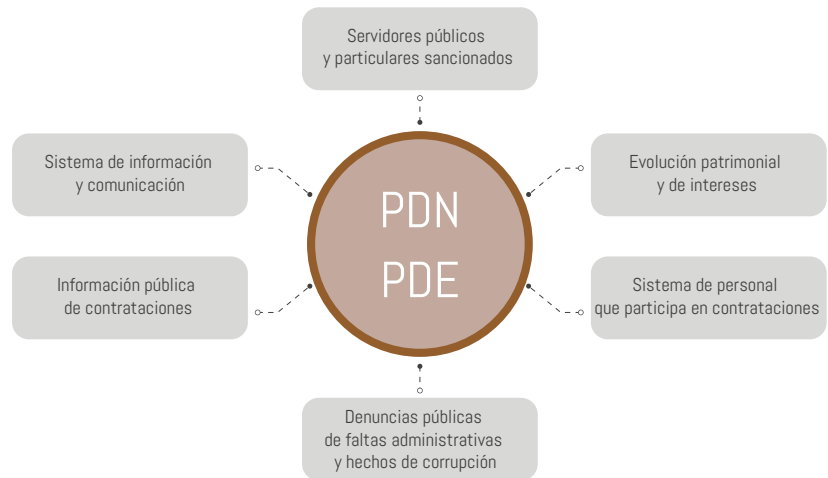 Servidores públicos
y particulares sancionados
Sistema de información
y comunicación
Evolución patrimonial
y de intereses
PDN
PDE
Información pública
de contrataciones
Sistema de personal
que participa en contrataciones
Denuncias públicas
de faltas administrativas
y hechos de corrupción